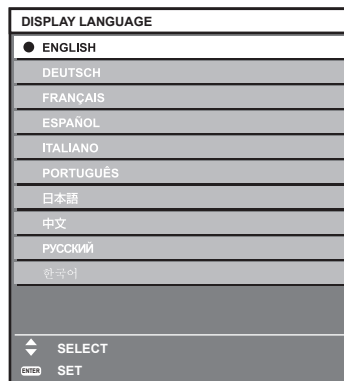 DISPLAY LANGUAGE
ENGLISH
DEUTSCH
FRANÇAIS
ESPAÑOL
ITALIANO
PORTUGUÊS
日本語
中文
РУССКИЙ
한국어
SELECT
ENTER SET